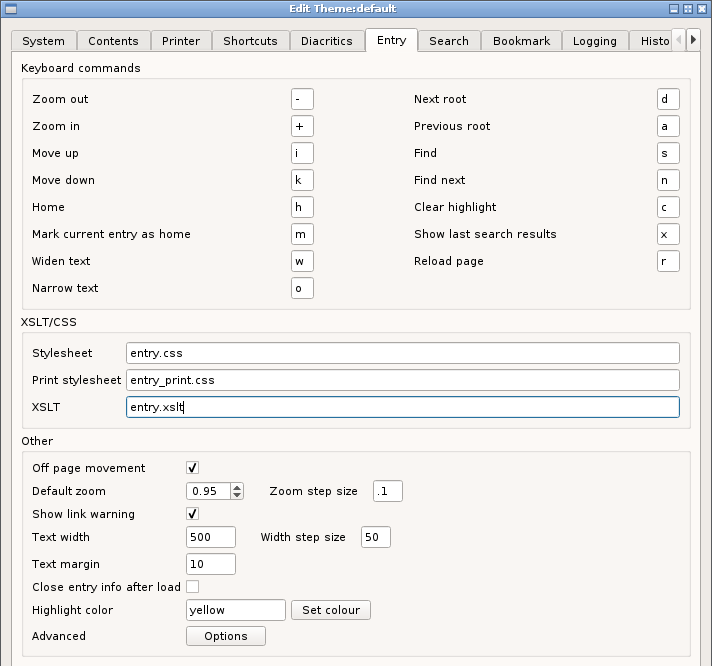 Edit Theme:default
System Contents Printer Shortcuts Diacritics Entry Search Bookmark Logging Histo
Keyboard commands
Zoom out - Next root d
Zoom in + Previous root a
Move up i Find s
Move down k Find next n
Home h Clear highlight c
Mark current entry as home m Show last search results x
Widen text w Reload page r
Narrow text o
XSLT/CSS
Stylesheet entry.css
Print stylesheet entry_print.css
XSLT entry.xslt
Other
Off page movement
Default zoom 0.95 Zoom step size .1
Show link warning
Text width 500 Width step size 50
Text margin 10
Close entry info after load
Highlight color yellow Set colour
Advanced Options